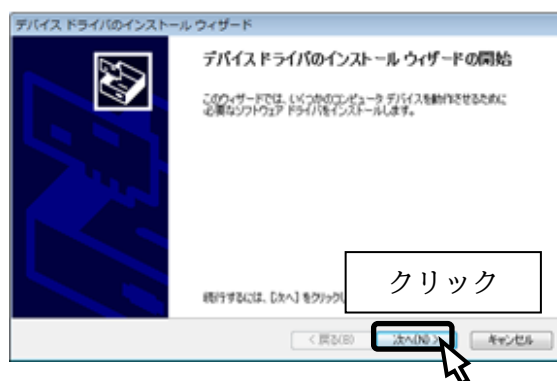 デバイス ドライバのインストール ウィザード
デバイス ドライバのインストール ウィザードの開始
このウィザードでは、いくつかのコンピュータ デバイスを動作させるために
必要なソフトウェア ドライバをインストールします。
クリック
続行するには、[次へ] をクリックし
< 戻る(B)
次へ(N) >
キャンセル